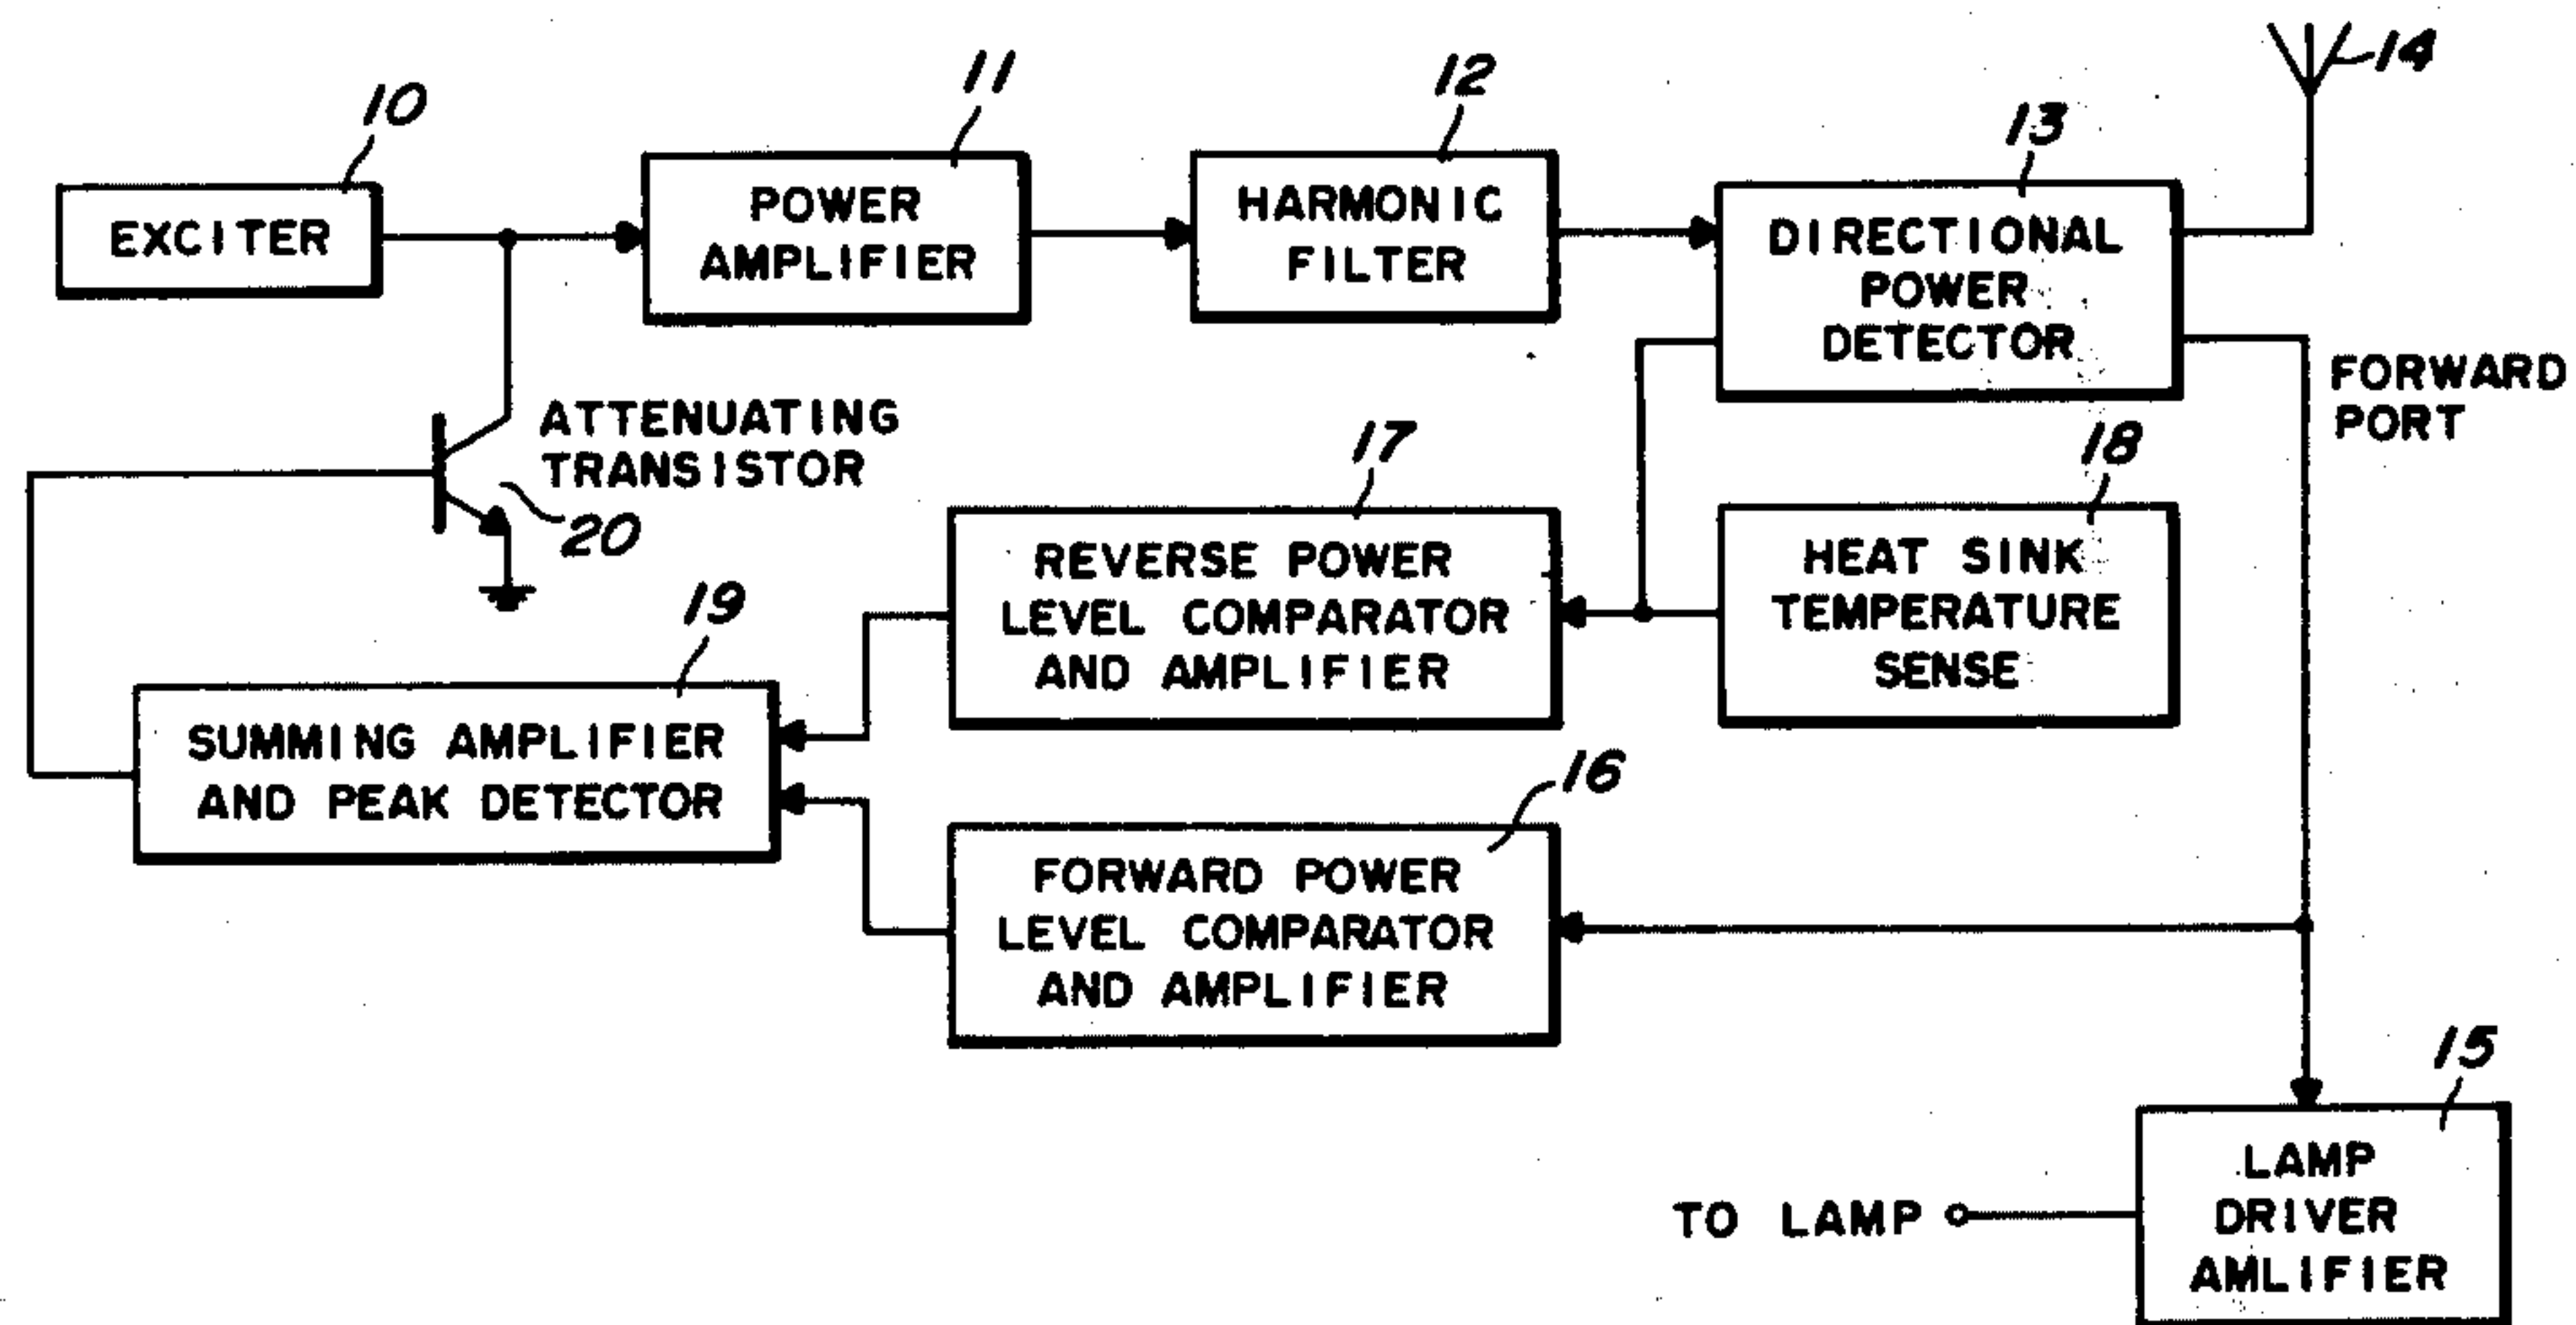 10
EXCITER
11
POWER
AMPLIFIER
12
HARMONIC
FILTER
13
DIRECTIONAL
POWER
DETECTOR
14
FORWARD
PORT
ATTENUATING
TRANSISTOR
20
17
REVERSE POWER
LEVEL COMPARATOR
AND AMPLIFIER
18
HEAT SINK
TEMPERATURE
SENSE
19
SUMMING AMPLIFIER
AND PEAK DETECTOR
16
FORWARD POWER
LEVEL COMPARATOR
AND AMPLIFIER
15
LAMP
DRIVER
AMLIFIER
TO LAMP